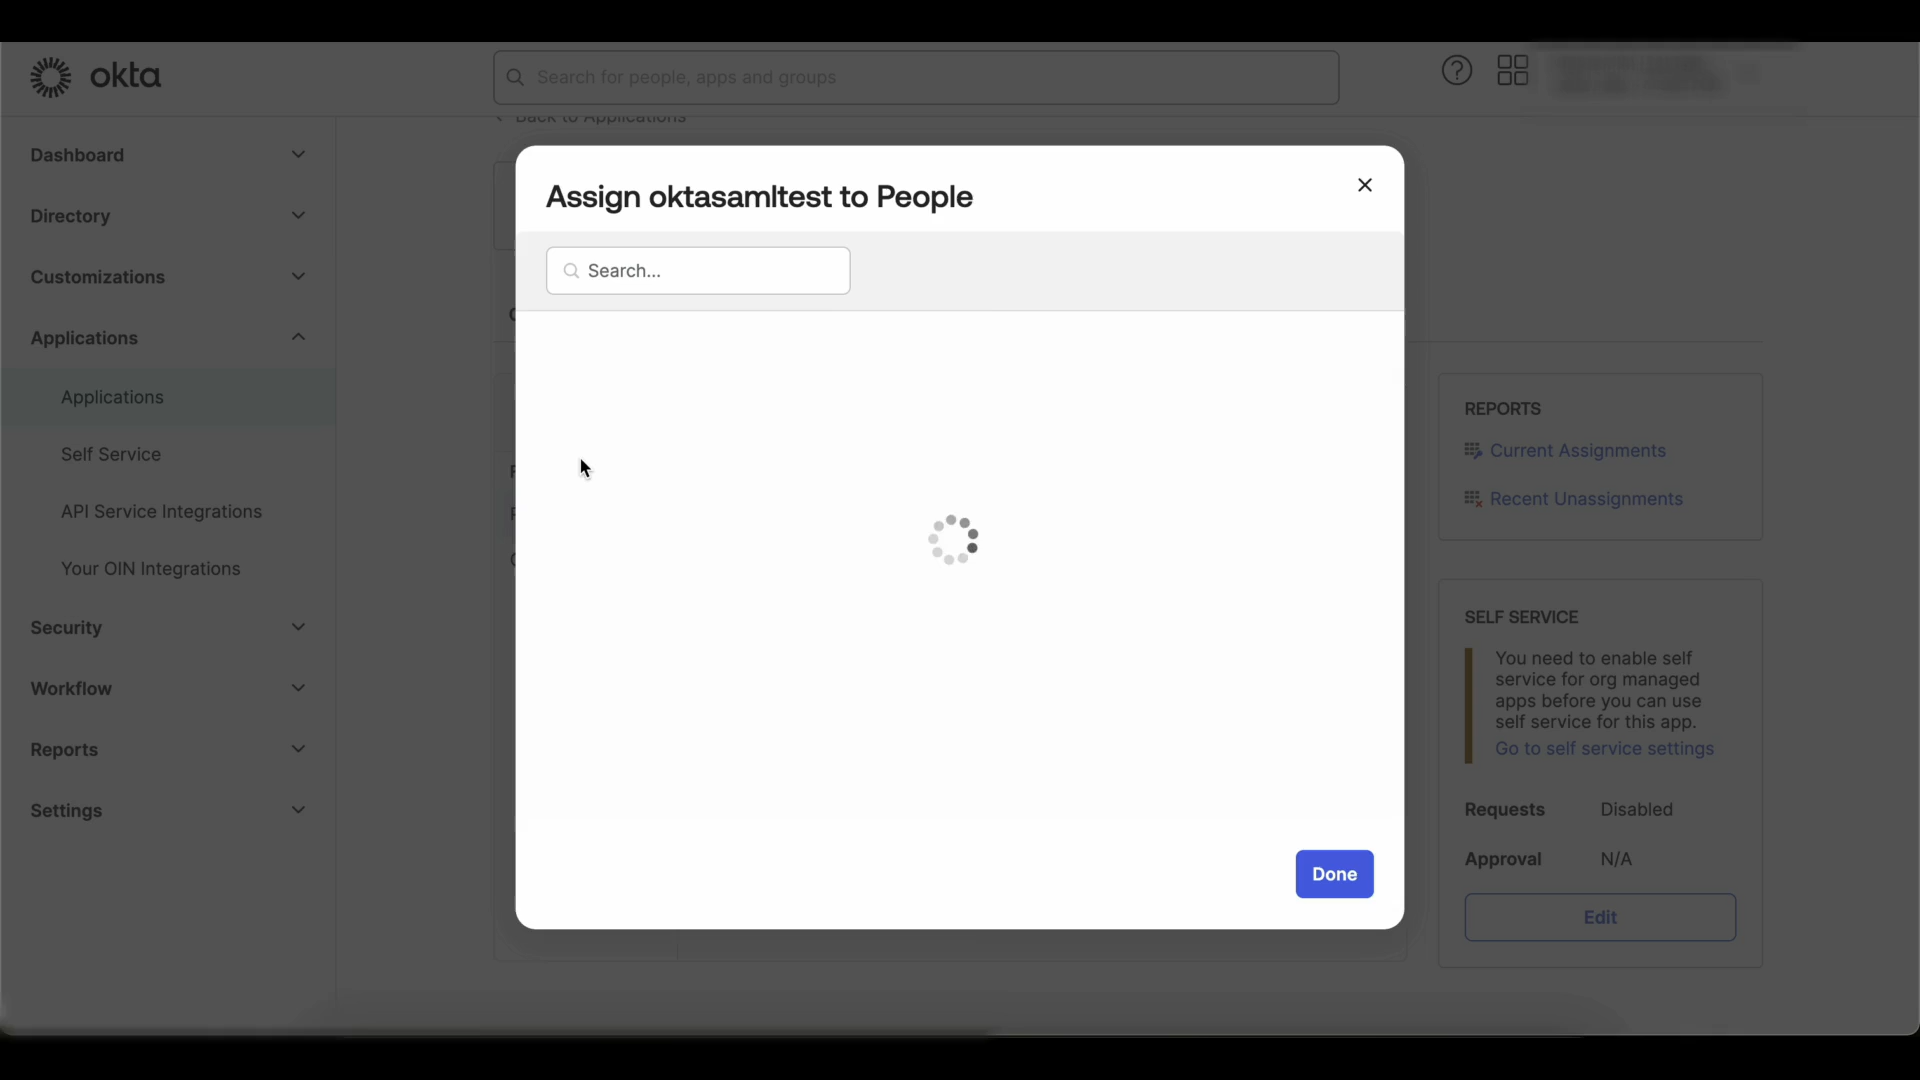 okta
Search for people, apps and groups
Back to Applications
Dashboard
Directory
Customizations
Applications
Applications
Self Service
API Service Integrations
Your OIN Integrations
Security
Workflow
Reports
Settings
Assign oktasamltest to People
Search...
Done
REPORTS
Current Assignments
Recent Unassignments
SELF SERVICE
You need to enable self
service for org managed
apps before you can use
self service for this app.
Go to self service settings
Requests Disabled
Approval N/A
Edit